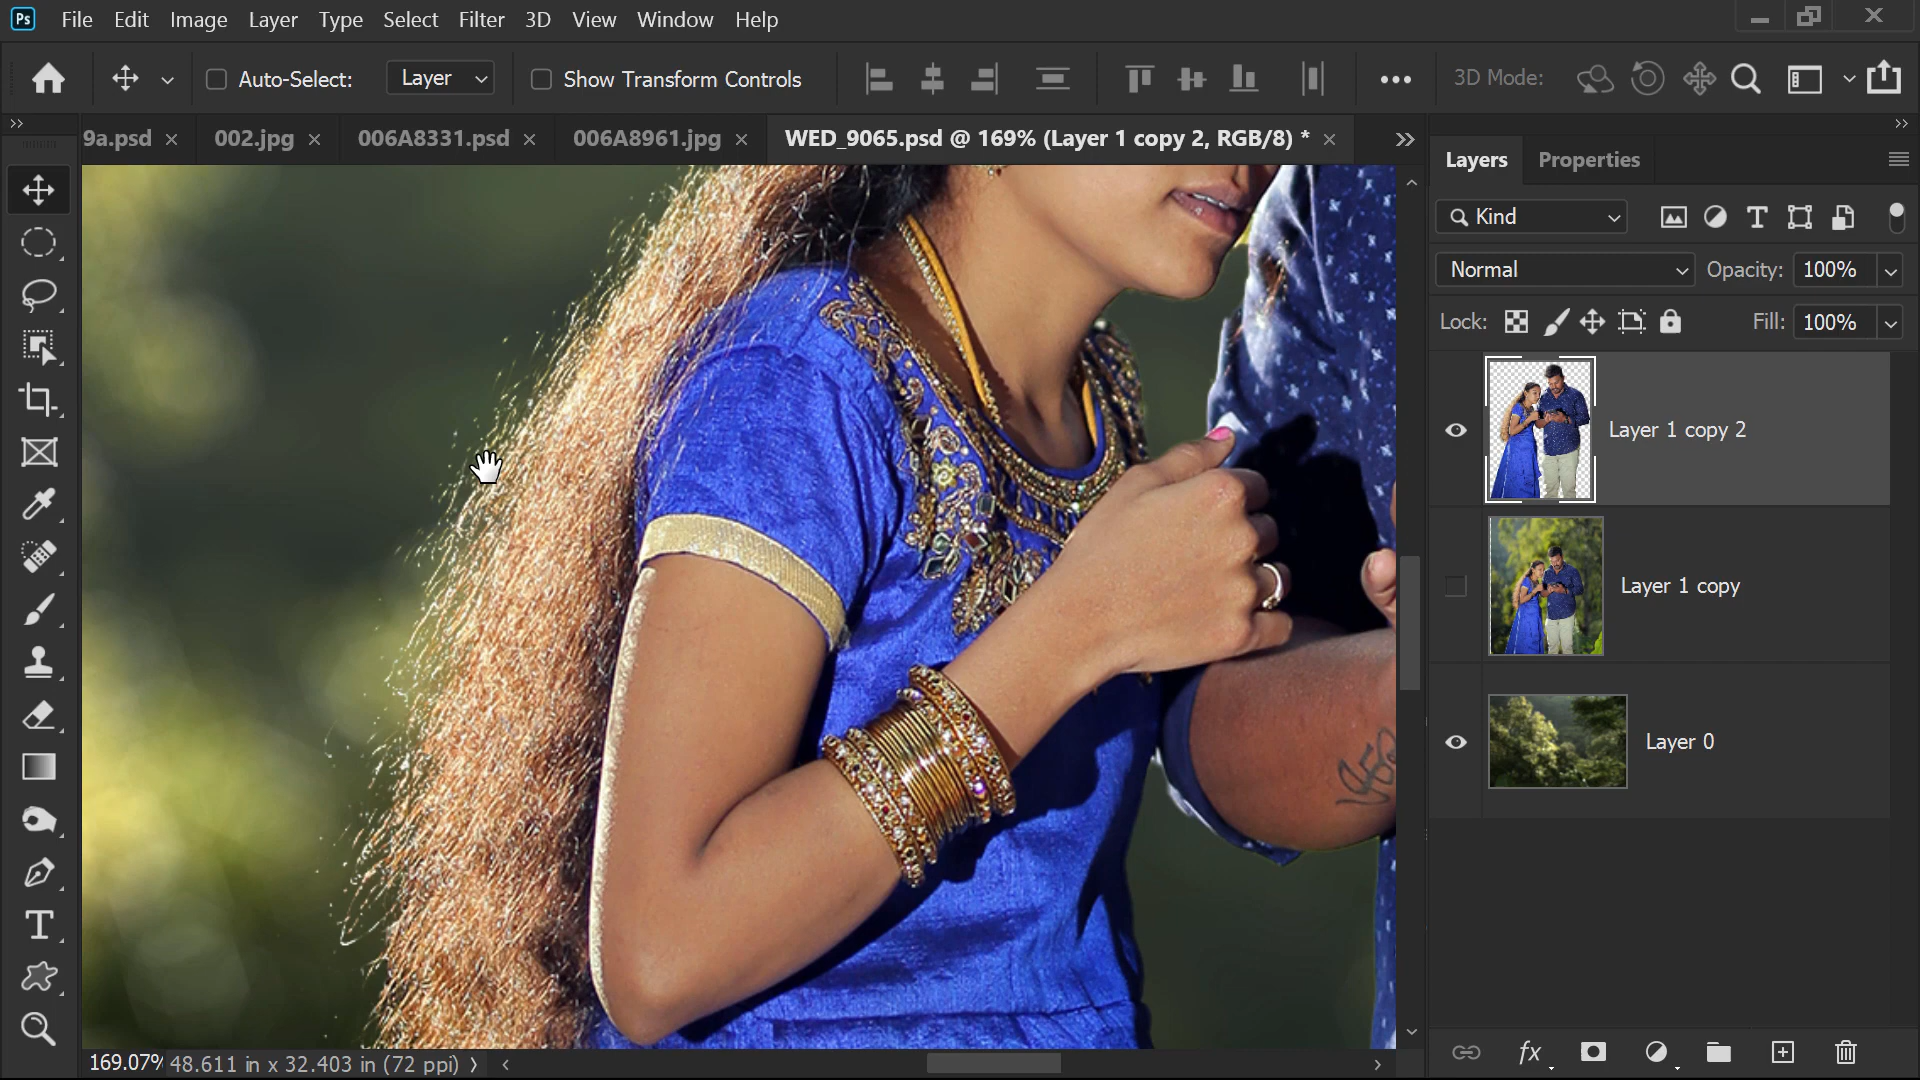 Ps File Edit Image Layer Type Select Filter 3D View Window Help
Auto-Select: Layer Show Transform Controls 3D Mode:
9a.psd × 002.jpg × 006A8331.psd × 006A8961.jpg × WED_9065.psd @ 169% (Layer 1 copy 2, RGB/8) * ×
Layers Properties
Kind
Normal Opacity: 100%
Lock: Fill: 100%
Layer 1 copy 2
Layer 1 copy
Layer 0
fx
169.07% 48.611 in x 32.403 in (72 ppi)